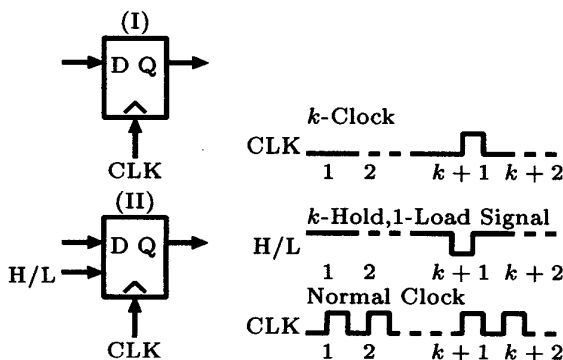 (I)
D Q
CLK
(II)
D Q
H/L
CLK
k-Clock
CLK
1 2 k + 1 k + 2
k-Hold,1-Load Signal
H/L
1 2 k + 1 k + 2
Normal Clock
CLK
1 2 k + 1 k + 2